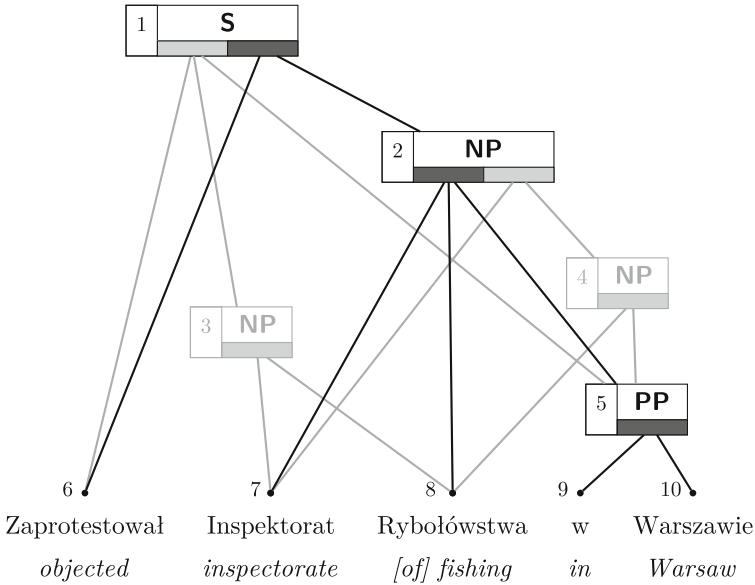 1 S
2 NP
4 NP
3 NP
5 PP
6 7 8 9 10
Zaprotestował Inspektorat Rybołówstwa w Warszawie
objected inspectorate [of] fishing in Warsaw